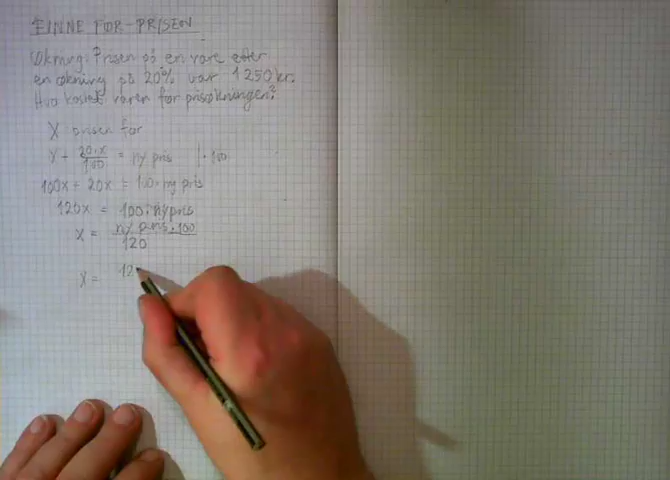 FINNE FØR-PRISEN
Økning: Prisen på en vare etter
en økning på 20% var 1250 kr.
Hva kostet varen før prisøkningen?
X prisen før
X + 20·x/100 = ny pris | ·100
100x + 20x = 100·ny pris
120x = 100·ny pris
x = ny pris·100/120
x = 12